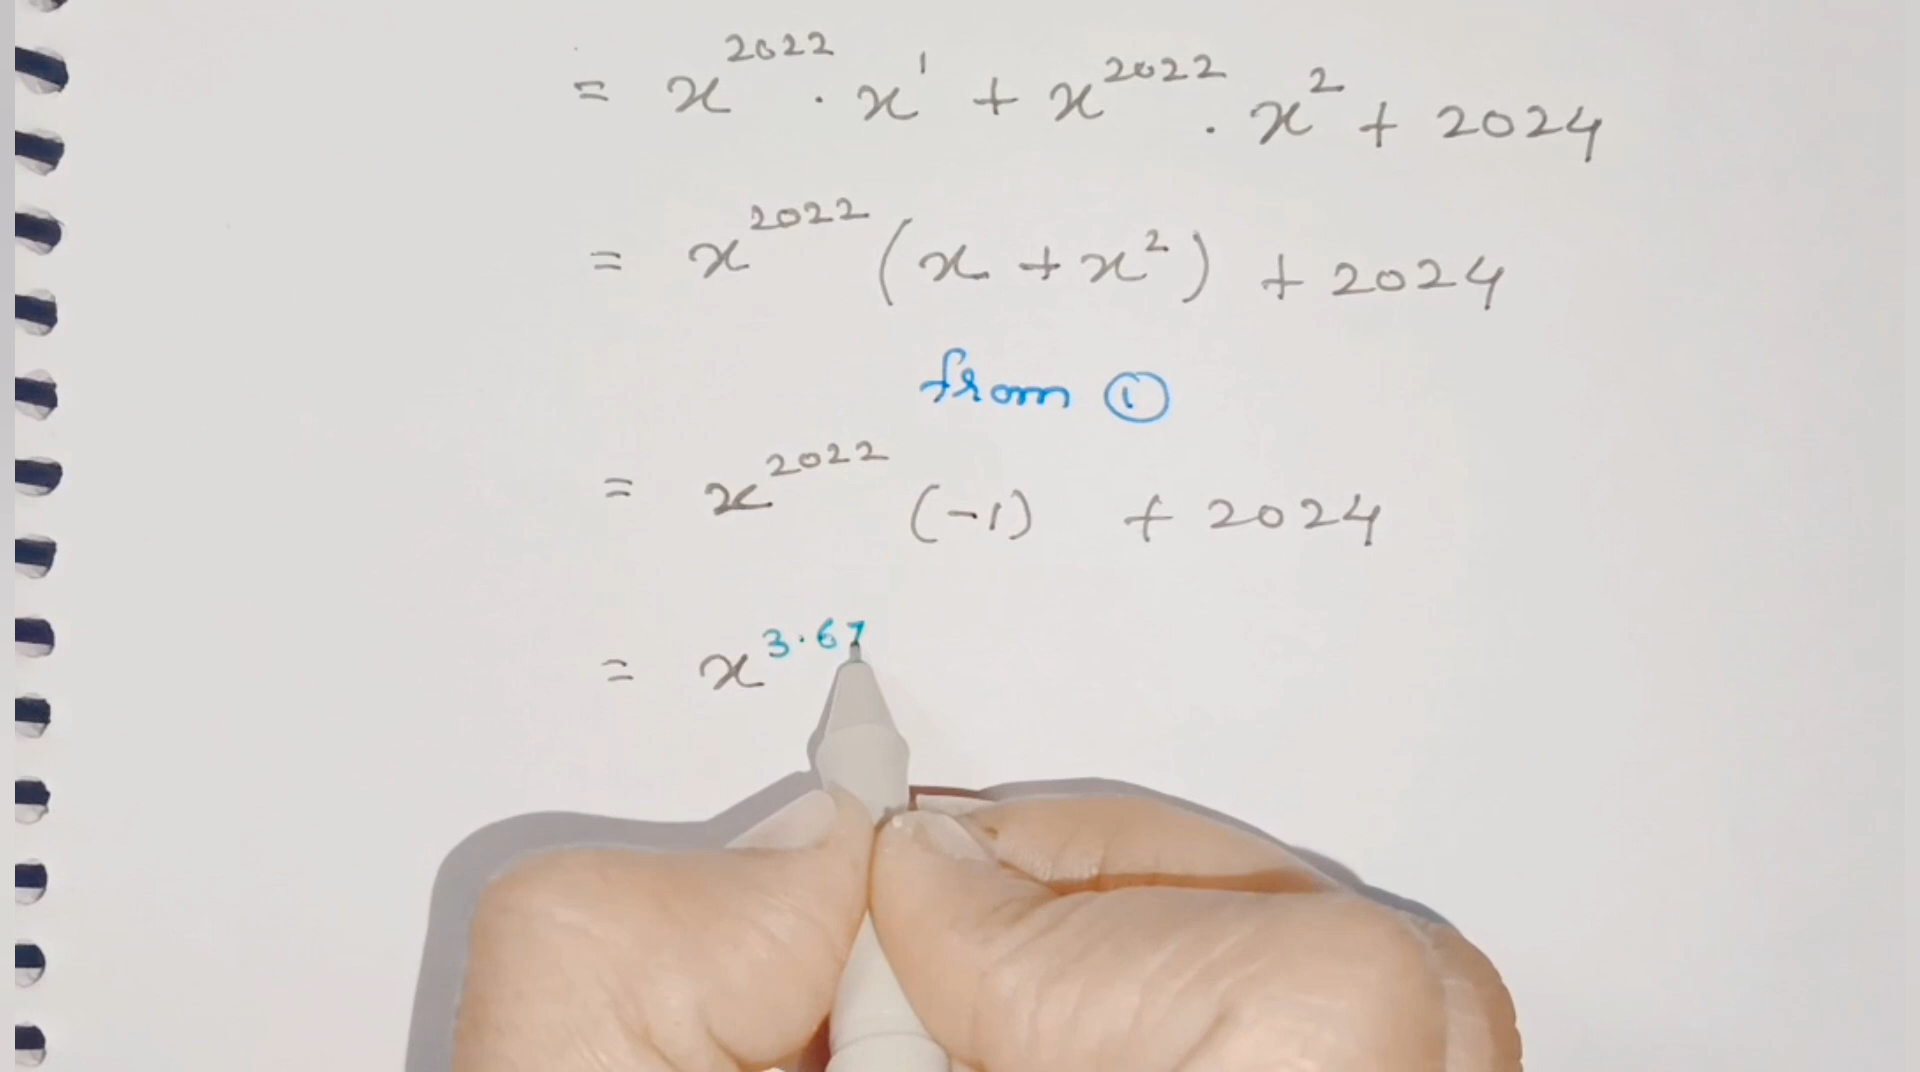 = x^2022 · x^1 + x^2022 · x^2 + 2024
= x^2022 (x + x^2) + 2024
from ①
= x^2022 (-1) + 2024
= x^3·67